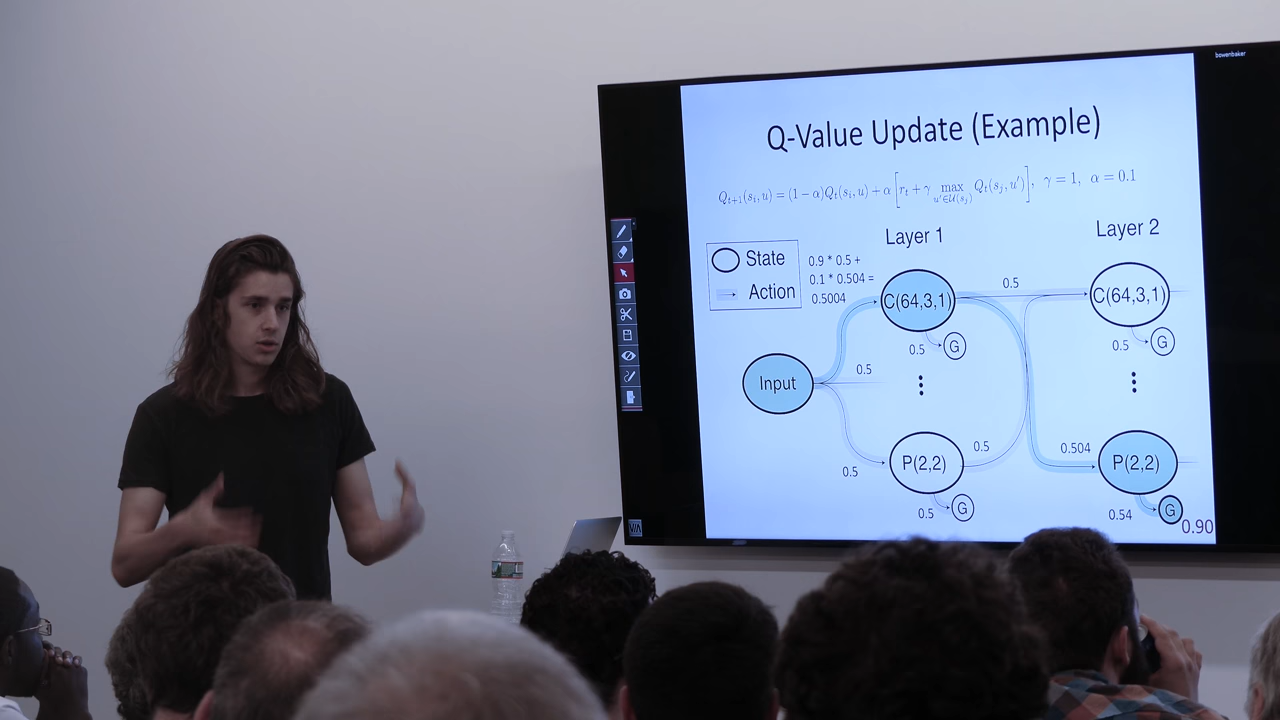 bowenbaker
Q-Value Update (Example)
Q_{t+1}(s_i, u) = (1 − α)Q_t(s_i, u) + α[r_t + γ max_{u'∈𝒰(s_j)} Q_t(s_j, u')], γ = 1, α = 0.1
Layer 1
Layer 2
State
Action
0.9 * 0.5 +
0.1 * 0.504 =
0.5004
C(64,3,1)
0.5
C(64,3,1)
0.5
G
0.5
G
Input
0.5
0.5
P(2,2)
0.5
0.504
P(2,2)
0.5
G
0.54
G
0.90